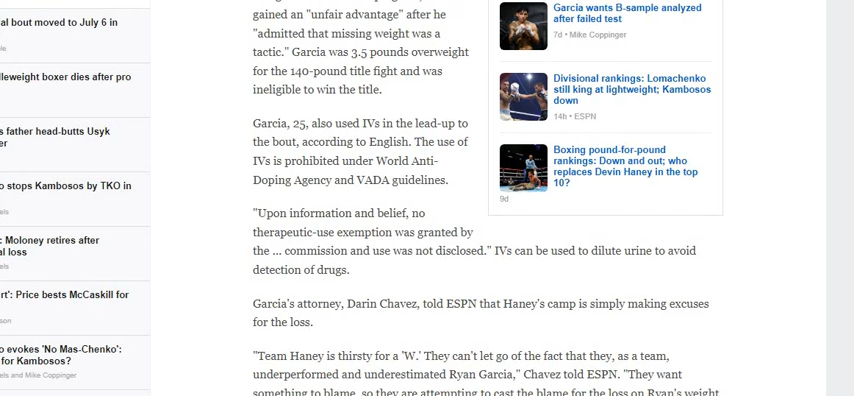 al bout moved to July 6 in
lleweight boxer dies after pro
s father head-butts Usyk
er
o stops Kambosos by TKO in
els
: Moloney retires after
al loss
els
rt': Price bests McCaskill for
son
o evokes 'No Mas-Chenko':
for Kambosos?
els and Mike Coppinger
gained an "unfair advantage" after he
"admitted that missing weight was a
tactic." Garcia was 3.5 pounds overweight
for the 140-pound title fight and was
ineligible to win the title.
Garcia, 25, also used IVs in the lead-up to
the bout, according to English. The use of
IVs is prohibited under World Anti-
Doping Agency and VADA guidelines.
"Upon information and belief, no
therapeutic-use exemption was granted by
the ... commission and use was not disclosed." IVs can be used to dilute urine to avoid
detection of drugs.
Garcia's attorney, Darin Chavez, told ESPN that Haney's camp is simply making excuses
for the loss.
"Team Haney is thirsty for a 'W.' They can't let go of the fact that they, as a team,
underperformed and underestimated Ryan Garcia," Chavez told ESPN. "They want
something to blame, so they are attempting to cast the blame for the loss on Ryan's weight
Garcia wants B-sample analyzed
after failed test
7d • Mike Coppinger
Divisional rankings: Lomachenko
still king at lightweight; Kambosos
down
14h • ESPN
Boxing pound-for-pound
rankings: Down and out; who
replaces Devin Haney in the top
10?
9d